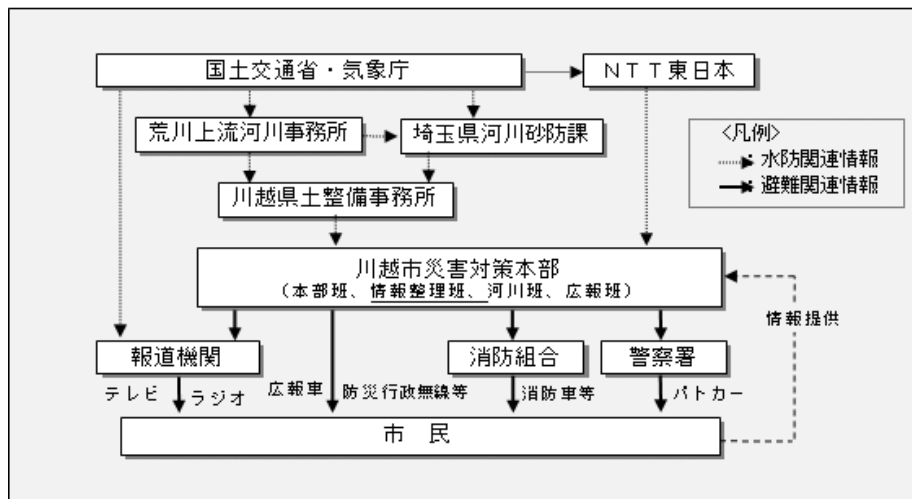 国土交通省・気象庁
NTT東日本
荒川上流河川事務所
埼玉県河川砂防課
<凡例>
水防関連情報
避難関連情報
川越県土整備事務所
川越市災害対策本部
(本部班、情報整理班、河川班、広報班)
情報提供
報道機関
消防組合
警察署
テレビ
ラジオ
広報車
防災行政無線等
消防車等
パトカー
市 民